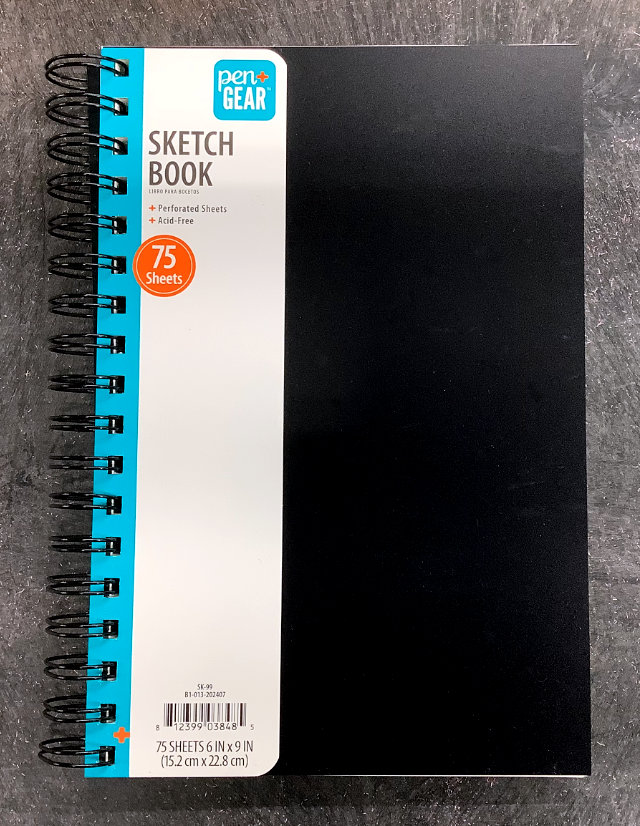 pen+
GEAR™
SKETCH
BOOK
LIBRO PARA BOCETOS
+ Perforated Sheets
+ Acid-Free
75
Sheets
SK-99
B1-013-202407
8 12399 03848 5
75 SHEETS 6 IN x 9 IN
(15.2 cm x 22.8 cm)